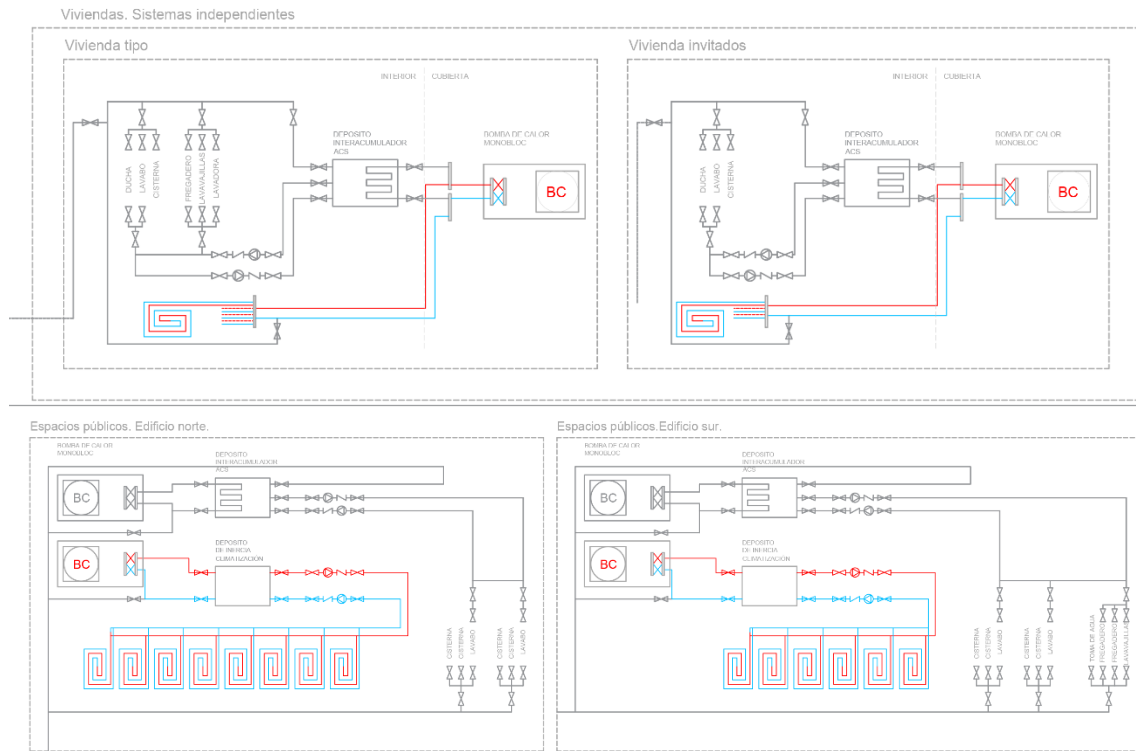 Viviendas. Sistemas independientes
Vivienda tipo
INTERIOR
CUBIERTA
DEPOSITO
INTERACUMULADOR
ACS
BOMBA DE CALOR
MONOBLOC
BC
DUCHA
LAVABO
CISTERNA
FREGADERO
LAVAVAJILLAS
LAVADORA
Vivienda invitados
INTERIOR
CUBIERTA
DEPOSITO
INTERACUMULADOR
ACS
BOMBA DE CALOR
MONOBLOC
BC
DUCHA
LAVABO
CISTERNA
Espacios públicos. Edificio norte.
BOMBA DE CALOR
MONOBLOC
DEPOSITO
INTERACUMULADOR
ACS
BC
BC
DEPOSITO
DE INERCIA
CLIMATIZACIÓN
CISTERNA
CISTERNA
LAVABO
CISTERNA
CISTERNA
LAVABO
Espacios públicos.Edificio sur.
BOMBA DE CALOR
MONOBLOC
DEPOSITO
INTERACUMULADOR
ACS
BC
BC
DEPOSITO
DE INERCIA
CLIMATIZACIÓN
CISTERNA
CISTERNA
LAVABO
CISTERNA
CISTERNA
LAVABO
TOMA DE AGUA
FREGADERO
FREGADERO
LAVAVAJILLAS